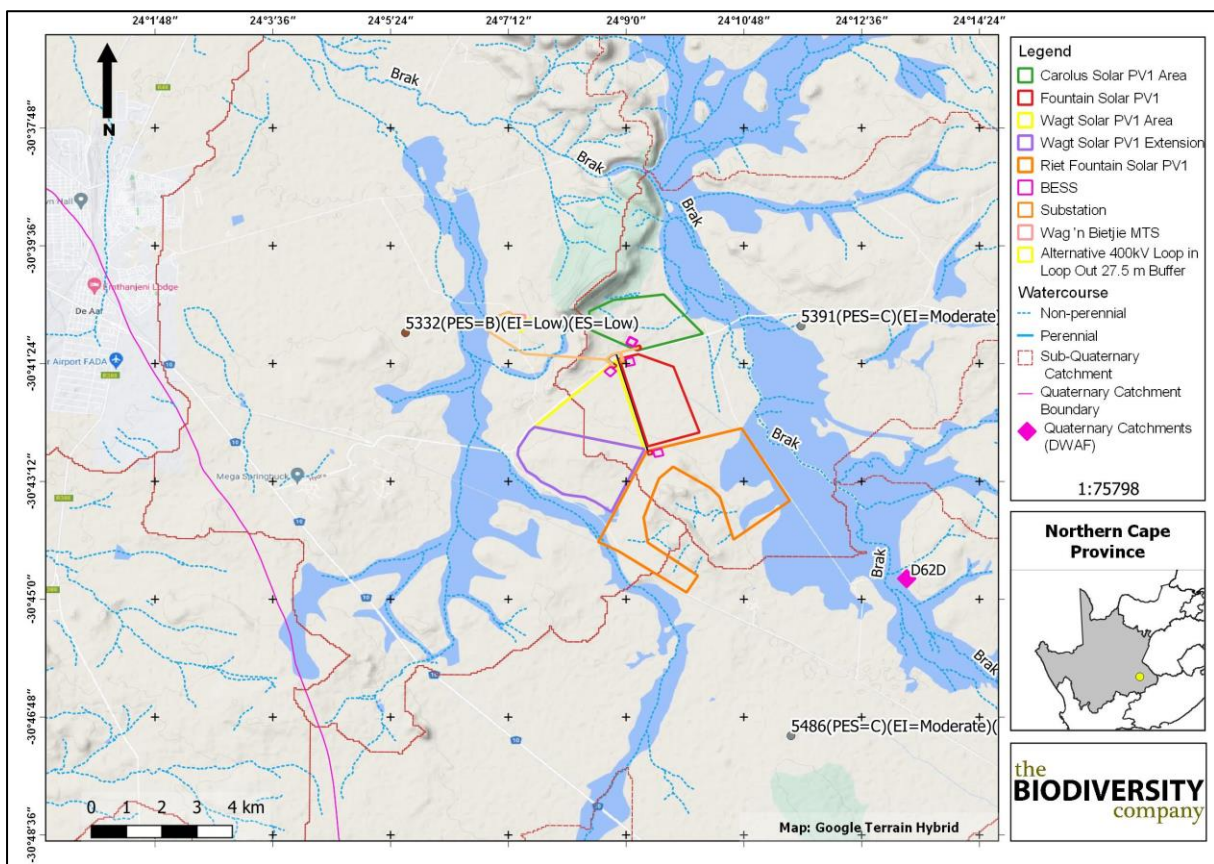 24°1'48" 24°3'36" 24°5'24" 24°7'12" 24°9'0" 24°10'48" 24°12'36" 24°14'24"
-30°37'48"
-30°39'36"
-30°41'24"
-30°43'12"
-30°45'0"
-30°46'48"
-30°48'36"
N
Brak
Brak
Brak
Brak
Brak
Brak
Hall
Emthanjeni Lodge
De Aar
Airport FADA
Mega Springbuck
5332(PES=B)(EI=Low)(ES=Low)
5391(PES=C)(EI=Moderate)
D62D
5486(PES=C)(EI=Moderate)(
10
10
10
10
0 1 2 3 4 km
Map: Google Terrain Hybrid
Legend
Carolus Solar PV1 Area
Fountain Solar PV1
Wagt Solar PV1 Area
Wagt Solar PV1 Extension
Riet Fountain Solar PV1
BESS
Substation
Wag 'n Bietjie MTS
Alternative 400kV Loop in
Loop Out 27.5 m Buffer
Watercourse
Non-perennial
Perennial
Sub-Quaternary
Catchment
Quaternary Catchment
Boundary
Quaternary Catchments
(DWAF)
1:75798
Northern Cape
Province
the
BIODIVERSITY
company